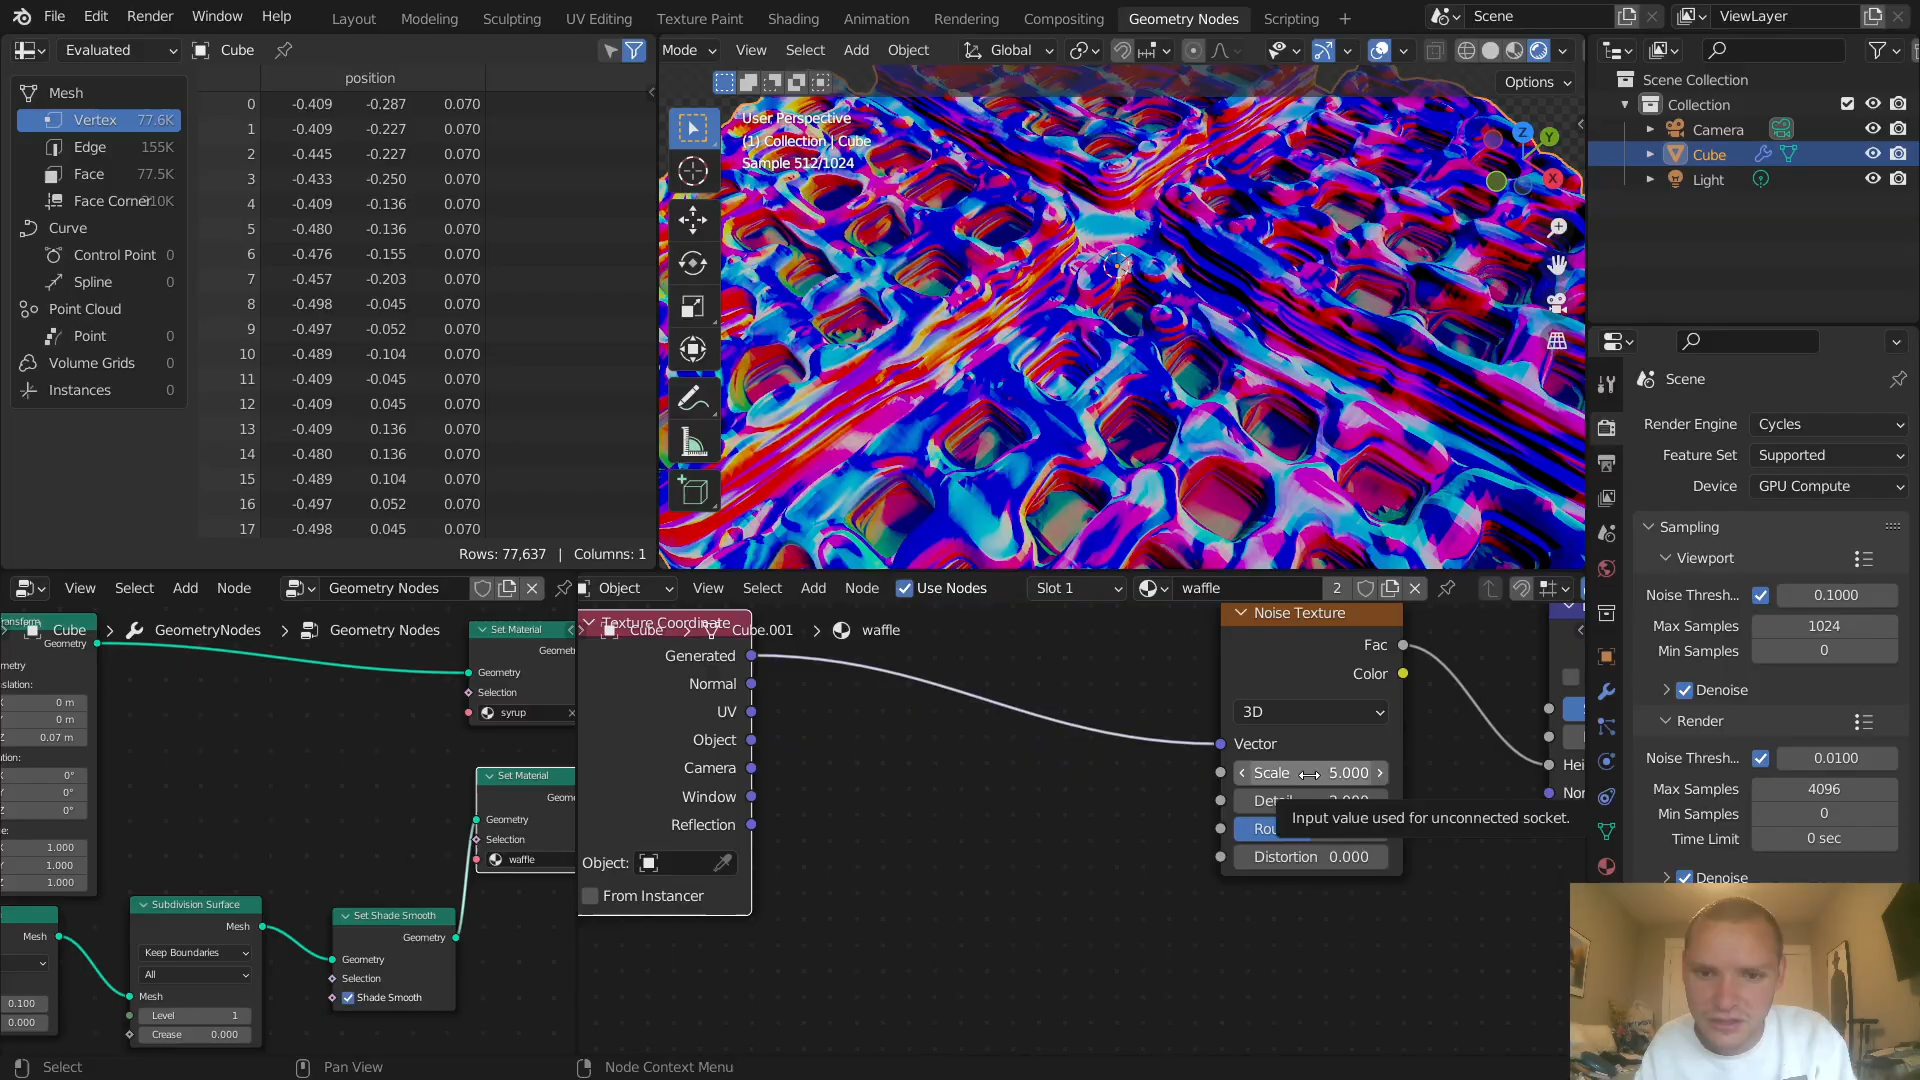 File Edit Render Window Help Layout Modeling Sculpting UV Editing Texture Paint Shading Animation Rendering Compositing Geometry Nodes Scripting Scene ViewLayer
Evaluated Cube
position
Mesh
Vertex 77.6K
Edge 155K
Face 77.5K
Face Corner
Curve
Control Point 0
Spline 0
Point Cloud
Point 0
Volume Grids 0
Instances 0
0 -0.409 -0.287 0.070
1 -0.409 -0.227 0.070
2 -0.445 -0.227 0.070
3 -0.433 -0.250 0.070
4 -0.409 -0.136 0.070
5 -0.480 -0.136 0.070
6 -0.476 -0.155 0.070
7 -0.457 -0.203 0.070
8 -0.498 -0.045 0.070
9 -0.497 -0.052 0.070
10 -0.489 -0.104 0.070
11 -0.409 -0.045 0.070
12 -0.409 0.045 0.070
13 -0.409 0.136 0.070
14 -0.480 0.136 0.070
15 -0.489 0.104 0.070
16 -0.497 0.052 0.070
17 -0.498 0.045 0.070
Rows: 77,637 | Columns: 1
Mode View Select Add Object Global
Options
User Perspective
(1) Collection | Cube
Sample 512/1024
Z
Y
X
Scene Collection
Collection
Camera
Cube
Light
Scene
Render Engine Cycles
Feature Set Supported
Device GPU Compute
Sampling
Viewport
Noise Thresh... 0.1000
Max Samples 1024
Min Samples 0
Denoise
Render
Noise Thresh... 0.0100
Max Samples 4096
Min Samples 0
Time Limit 0 sec
Denoise
View Select Add Node Geometry Nodes
Cube GeometryNodes Geometry Nodes
Geometry
0 m
0 m
Z 0.07 m
0°
0°
0°
1.000
1.000
1.000
Set Material
Geometry
Selection
syrup
Set Material
Geometry
Selection
waffle
Mesh
0.100
0.000
Subdivision Surface
Mesh
Keep Boundaries
All
Mesh
Level 1
Crease 0.000
Set Shade Smooth
Geometry
Geometry
Selection
Shade Smooth
Object View Select Add Node Use Nodes Slot 1 waffle 2
Cube Cube.001 waffle
Texture Coordinate
Generated
Normal
UV
Object
Camera
Window
Reflection
Object:
From Instancer
Noise Texture
Fac
Color
3D
Vector
Scale 5.000
Input value used for unconnected socket.
Distortion 0.000
Select Pan View Node Context Menu